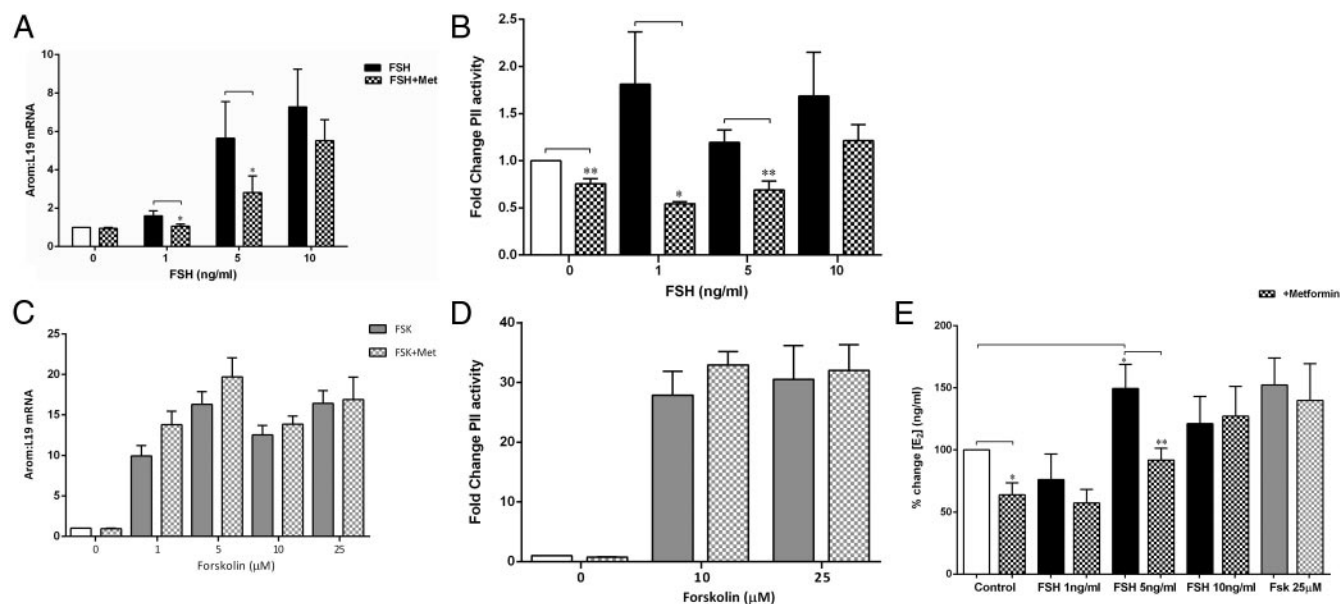 A
Arom:L19 mRNA
10
8
6
4
2
0
0 1 5 10
FSH (ng/ml)
FSH
FSH+Met
*
*
B
Fold Change PII activity
2.5
2.0
1.5
1.0
0.5
0.0
0 1 5 10
FSH (ng/ml)
**
*
**
C
Arom:L19 mRNA
25
20
15
10
5
0
0 1 5 10 25
Forskolin (μM)
FSK
FSK+Met
D
Fold Change PII activity
40
30
20
10
0
0 10 25
Forskolin (μM)
E
+Metformin
% change [E2] (ng/ml)
200
150
100
50
0
*
*
**
Control FSH 1ng/ml FSH 5ng/ml FSH 10ng/ml Fsk 25μM